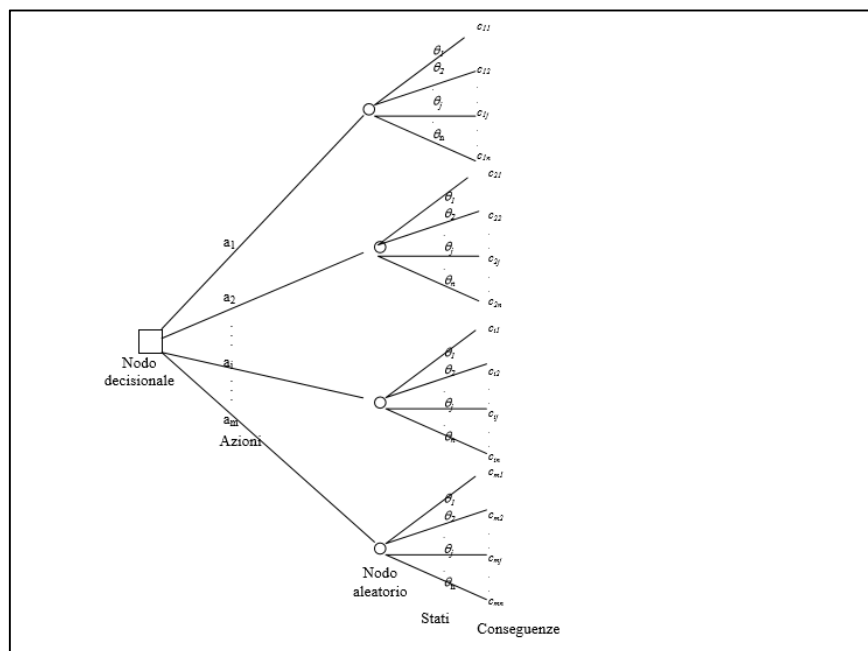 c₁₁
θ₁
θ₂
c₁₂
θⱼ
c₁ⱼ
θₙ
c₁ₙ
c₂₁
θ₁
θ₂
c₂₂
a₁
θⱼ
c₂ⱼ
θₙ
a₂
c₂ₙ
cᵢ₁
θ₁
Nodo
decisionale
aᵢ
θ₂
cᵢ₂
θⱼ
cᵢⱼ
aₘ
Azioni
θₙ
cᵢₙ
cₘ₁
θ₁
θ₂
cₘ₂
θⱼ
cₘⱼ
Nodo
aleatorio
θₙ
cₘₙ
Stati
Conseguenze